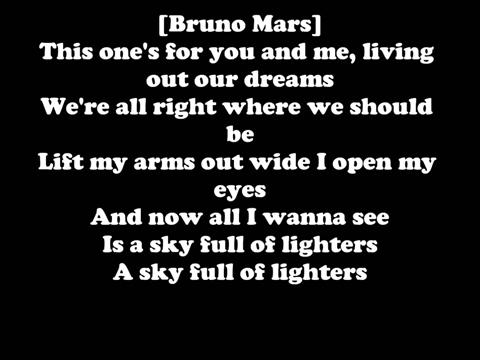 [Bruno Mars]
This one's for you and me, living
out our dreams
We're all right where we should
be
Lift my arms out wide I open my
eyes
And now all I wanna see
Is a sky full of lighters
A sky full of lighters